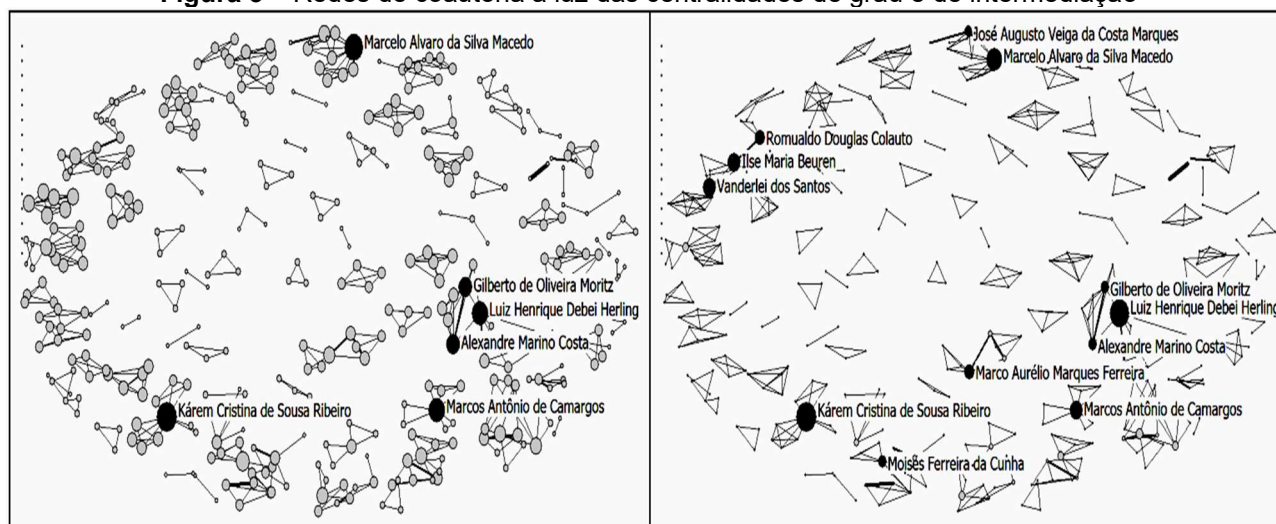 Figura 3 – Redes de coautoria à luz das centralidades de grau e de intermediação
Marcelo Alvaro da Silva Macedo
Gilberto de Oliveira Moritz
Luiz Henrique Debei Herling
Alexandre Marino Costa
Kárem Cristina de Sousa Ribeiro
Marcos Antônio de Camargos
José Augusto Veiga da Costa Marques
Marcelo Alvaro da Silva Macedo
Romualdo Douglas Colauto
Ilse Maria Beuren
Vanderlei dos Santos
Gilberto de Oliveira Moritz
Luiz Henrique Debei Herling
Alexandre Marino Costa
Marco Aurélio Marques Ferreira
Kárem Cristina de Sousa Ribeiro
Marcos Antônio de Camargos
Moisés Ferreira da Cunha